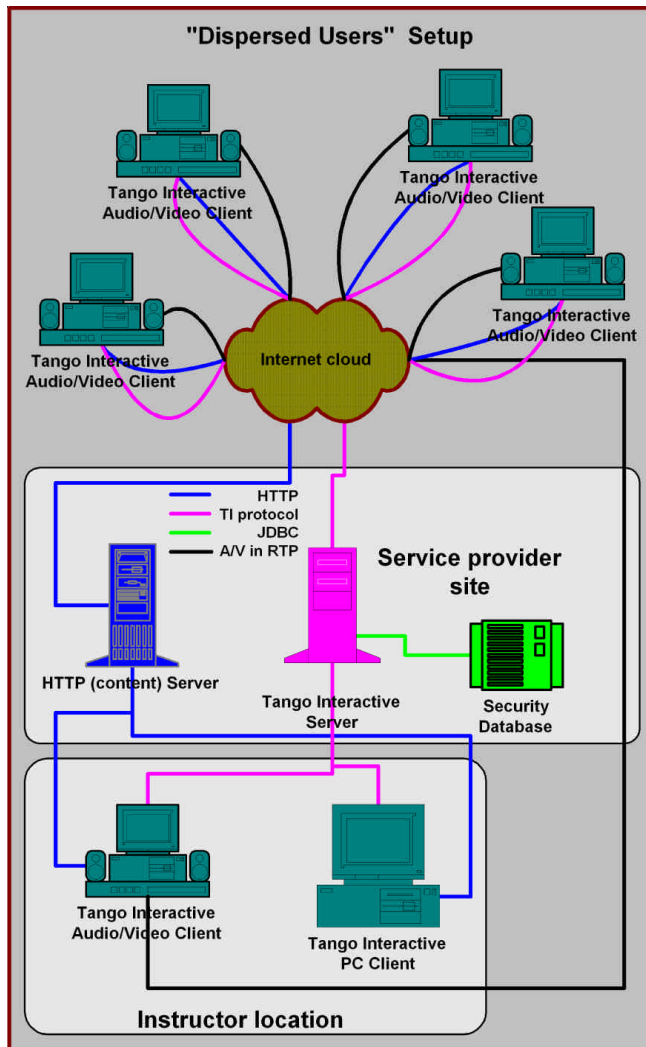 "Dispersed Users" Setup
Tango Interactive
Audio/Video Client
Tango Interactive
Audio/Video Client
Tango Interactive
Audio/Video Client
Tango Interactive
Audio/Video Client
Internet cloud
HTTP
TI protocol
JDBC
A/V in RTP
Service provider
site
HTTP (content) Server
Tango Interactive
Server
Security
Database
Tango Interactive
Audio/Video Client
Tango Interactive
PC Client
Instructor location